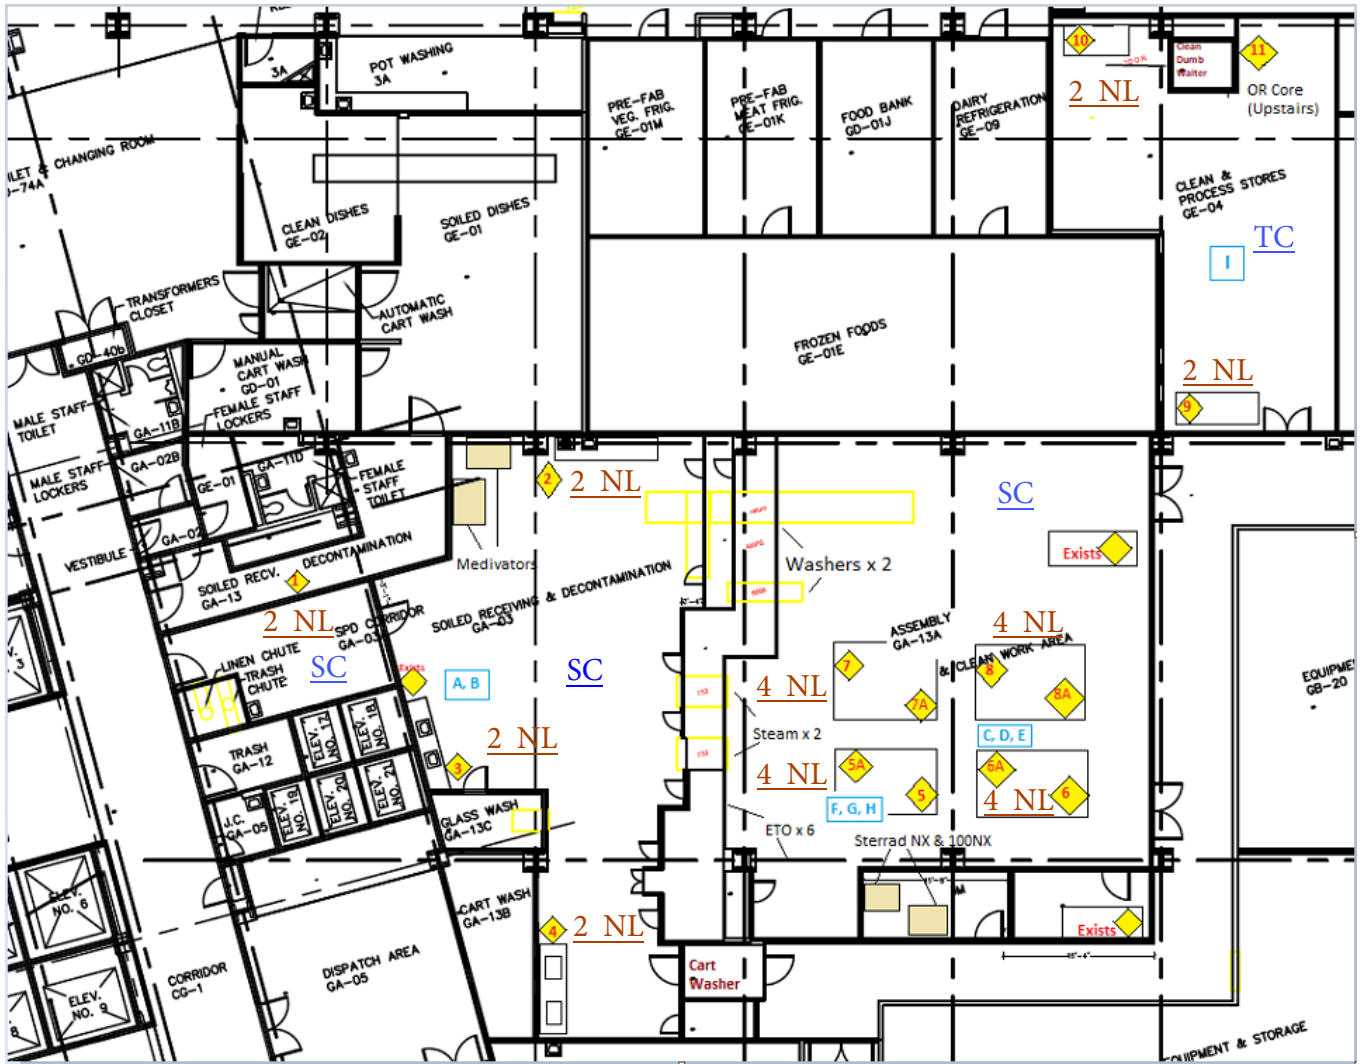 3A
POT WASHING
3A
PRE-FAB
VEG. FRIG.
GE-01M
PRE-FAB
MEAT FRIG.
GE-01K
FOOD BANK
GD-01J
DAIRY
REFRIGERATION
GE-09
10
2 NL
Clean
Dumb
Waiter
11
OR Core
(Upstairs)
CLEAN &
PROCESS STORES
GE-04
TC
I
TOILET & CHANGING ROOM
CLEAN DISHES
GE-02
SOILED DISHES
GE-01
TRANSFORMERS
CLOSET
AUTOMATIC
CART WASH
FROZEN FOODS
GE-01E
GD-40b
MANUAL
CART WASH
GD-01
FEMALE STAFF
LOCKERS
2 NL
9
MALE STAFF
TOILET
GA-11B
MALE STAFF
LOCKERS
GA-02B
GE-01
GA-11D
FEMALE
STAFF
TOILET
2
2 NL
return
SC
VESTIBULE
GA-02
Medivators
Washers x 2
Exists
SOILED RECV. & DECONTAMINATION
GA-13
1
2 NL
SPD CORRIDOR
GA-03
SOILED RECEIVING & DECONTAMINATION
GA-03
ASSEMBLY
GA-13A
& CLEAN WORK AREA
4 NL
LINEN CHUTE
TRASH
CHUTE
SC
Exists
A, B
SC
4 NL
7
7A
8
8A
C, D, E
Steam x 2
TRASH
GA-12
ELEV.
NO. 17
ELEV.
NO. 18
2 NL
3
4 NL
5A
5
F, G, H
6A
6
4 NL
J.C.
GA-05
ELEV.
NO. 19
ELEV.
NO. 20
ELEV.
NO. 21
GLASS WASH
GA-13C
ETO x 6
Sterrad NX & 100NX
GB-20
ELEV.
NO. 6
CART WASH
GA-13B
4
2 NL
Exists
CORRIDOR
CG-1
DISPATCH AREA
GA-05
Cart
Washer
ELEV.
NO. 9
EQUIPMENT & STORAGE